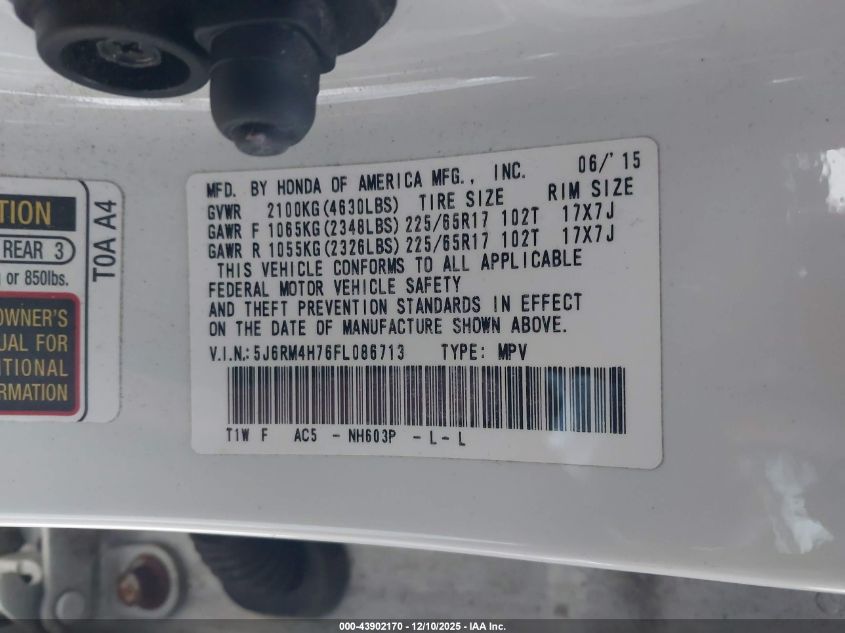 TION
REAR 3
or 850lbs.
OWNER'S
UAL FOR
ITIONAL
RMATION
T0A A4
MFD. BY HONDA OF AMERICA MFG., INC. 06/'15
GVWR 2100KG(4630LBS) TIRE SIZE RIM SIZE
GAWR F 1065KG(2348LBS) 225/65R17 102T 17X7J
GAWR R 1055KG(2326LBS) 225/65R17 102T 17X7J
THIS VEHICLE CONFORMS TO ALL APPLICABLE
FEDERAL MOTOR VEHICLE SAFETY
AND THEFT PREVENTION STANDARDS IN EFFECT
ON THE DATE OF MANUFACTURE SHOWN ABOVE.
V.I.N.: 5J6RM4H76FL086713 TYPE: MPV
T1W F AC5 - NH603P - L - L
000-43902170 - 12/10/2025 - IAA Inc.